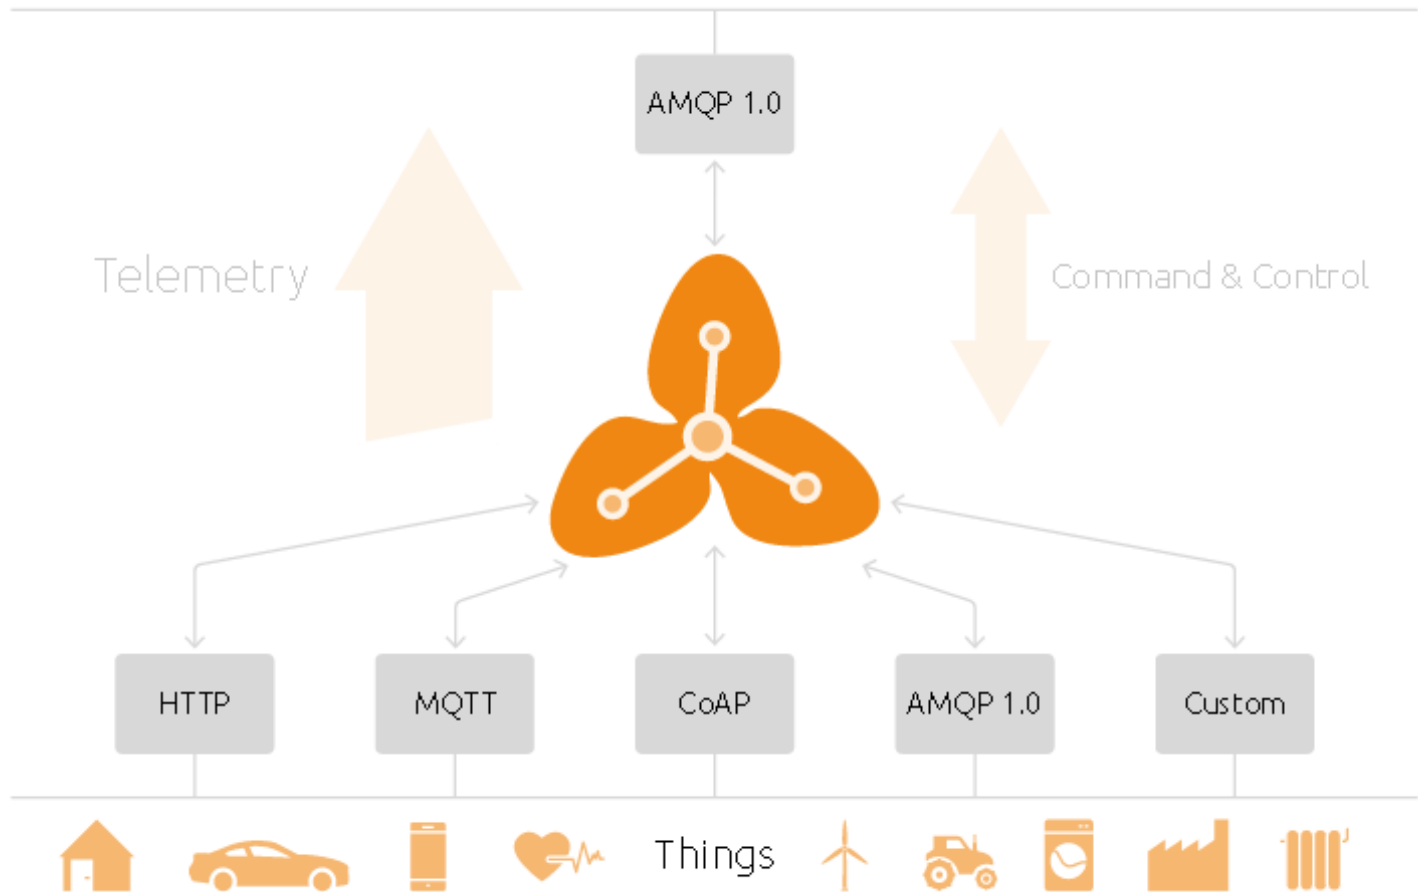 AMQP 1.0
Telemetry
Command & Control
HTTP
MQTT
CoAP
AMQP 1.0
Custom
Things